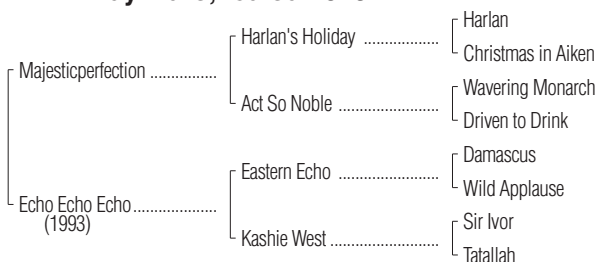 Harlan
Harlan's Holiday ..................
Christmas in Aiken
Majesticperfection ................
Wavering Monarch
Act So Noble ........................
Driven to Drink
Damascus
Eastern Echo ........................
Wild Applause
Echo Echo Echo....................
(1993)
Sir Ivor
Kashie West..........................
Tatallah